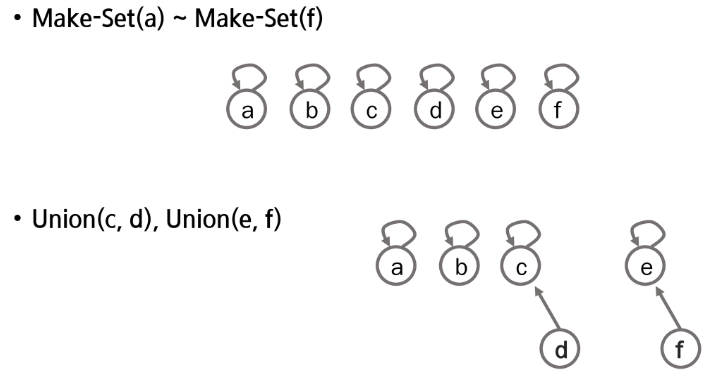 • Make-Set(a) ~ Make-Set(f)
a b c d e f
• Union(c, d), Union(e, f)
a b c e
d f